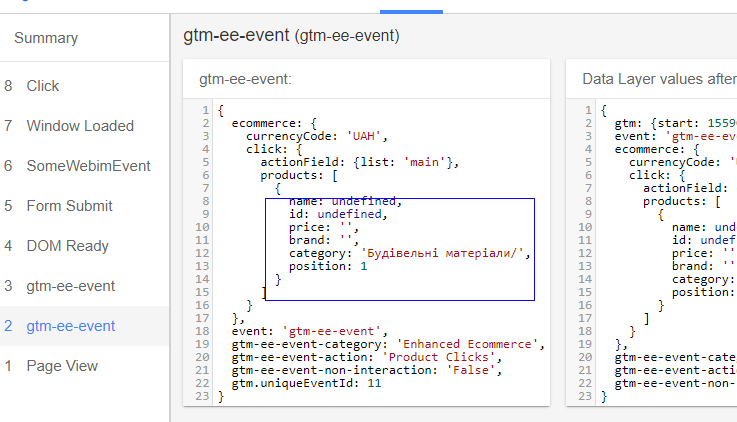 Summary
8 Click
7 Window Loaded
6 SomeWebimEvent
5 Form Submit
4 DOM Ready
3 gtm-ee-event
2 gtm-ee-event
1 Page View
gtm-ee-event (gtm-ee-event)
gtm-ee-event:
1 {
2 ecommerce: {
3 currencyCode: 'UAH',
4 click: {
5 actionField: {list: 'main'},
6 products: [
7 {
8 name: undefined,
9 id: undefined,
10 price: '',
11 brand: '',
12 category: 'Будівельні матеріали/',
13 position: 1
14 }
15 ]
16 }
17 },
18 event: 'gtm-ee-event',
19 gtm-ee-event-category: 'Enhanced Ecommerce',
20 gtm-ee-event-action: 'Product Clicks',
21 gtm-ee-event-non-interaction: 'False',
22 gtm.uniqueEventId: 11
23 }
Data Layer values after
1 {
2 gtm: {start: 1559
3 event: 'gtm-ee-eve
4 ecommerce: {
5 currencyCode: 'U
6 click: {
7 actionField:
8 products: [
9 {
10 name: und
11 id: undef
12 price: ''
13 brand: ''
14 category:
15 position:
16 }
17 ]
18 }
19 },
20 gtm-ee-event-cate
21 gtm-ee-event-actio
22 gtm-ee-event-non-
23 }